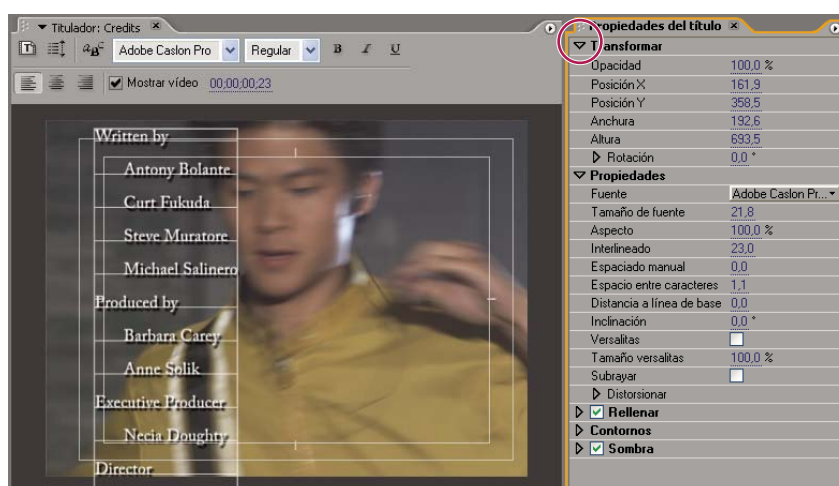 Titulador: Credits
Adobe Caslon Pro Regular B I U
Mostrar vídeo 00;00;00;23
Written by
Antony Bolante
Curt Fukuda
Steve Muratore
Michael Salinero
Produced by
Barbara Carey
Anne Solik
Executive Producer
Necia Doughty
Director
Propiedades del título
Transformar
Opacidad 100,0 %
Posición X 161,9
Posición Y 358,5
Anchura 192,6
Altura 693,5
Rotación 0,0 °
Propiedades
Fuente Adobe Caslon Pr...
Tamaño de fuente 21,8
Aspecto 100,0 %
Interlineado 23,0
Espaciado manual 0,0
Espacio entre caracteres 1,1
Distancia a línea de base 0,0
Inclinación 0,0 °
Versalitas
Tamaño versalitas 100,0 %
Subrayar
Distorsionar
Rellenar
Contornos
Sombra